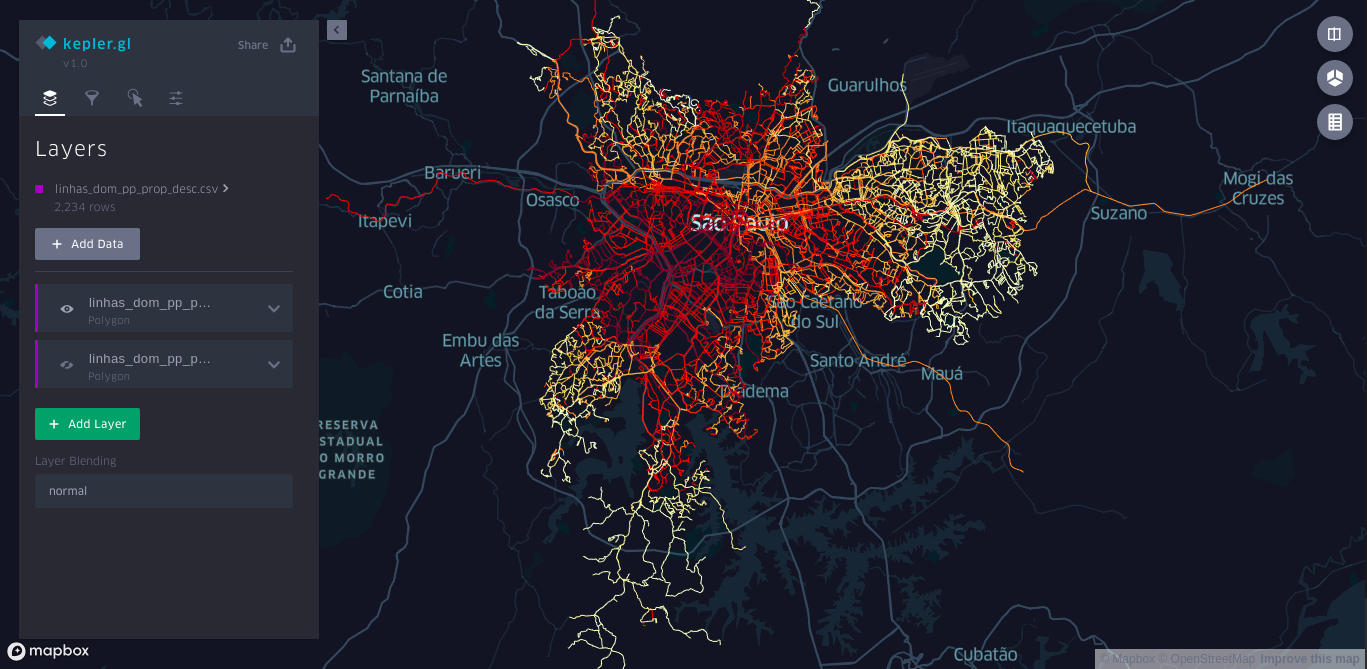 kepler.gl
Share
v1.0
Layers
linhas_dom_pp_prop_desc.csv
2,234 rows
+ Add Data
linhas_dom_pp_p...
Polygon
linhas_dom_pp_p...
Polygon
+ Add Layer
Layer Blending
normal
mapbox
Santana de
Parnaíba
Guarulhos
Itaquaquecetuba
Barueri
Osasco
Mogi das
Cruzes
Itapevi
São Paulo
Suzano
Cotia
Taboão
da Serra
São Caetano
do Sul
Embu das
Artes
Santo André
Mauá
Diadema
RESERVA
STADUAL
O MORRO
GRANDE
Cubatão
© Mapbox © OpenStreetMap Improve this map